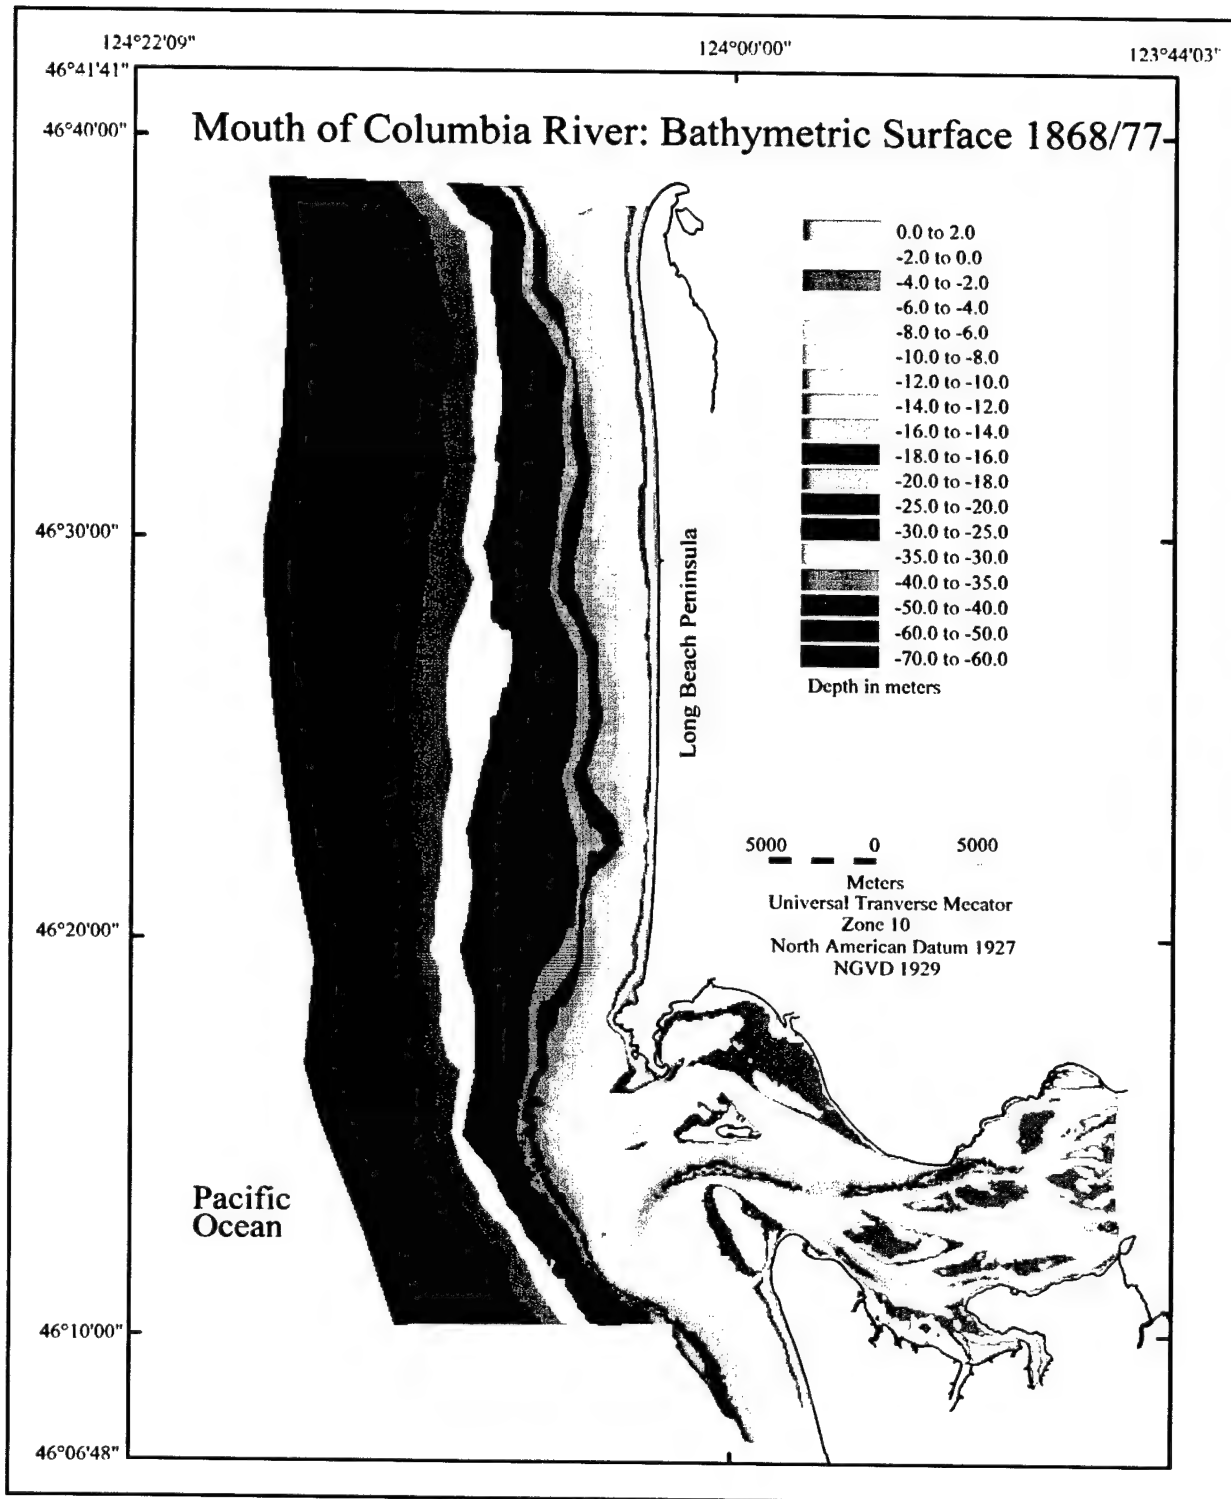 124°22'09"
124°00'00"
123°44'03"
46°41'41"
46°40'00"
Mouth of Columbia River: Bathymetric Surface 1868/77
0.0 to 2.0
-2.0 to 0.0
-4.0 to -2.0
-6.0 to -4.0
-8.0 to -6.0
-10.0 to -8.0
-12.0 to -10.0
-14.0 to -12.0
-16.0 to -14.0
-18.0 to -16.0
-20.0 to -18.0
-25.0 to -20.0
-30.0 to -25.0
-35.0 to -30.0
-40.0 to -35.0
-50.0 to -40.0
-60.0 to -50.0
-70.0 to -60.0
Depth in meters
46°30'00"
Long Beach Peninsula
5000 0 5000
Meters
Universal Tranverse Mecator
Zone 10
North American Datum 1927
NGVD 1929
46°20'00"
Pacific
Ocean
46°10'00"
46°06'48"